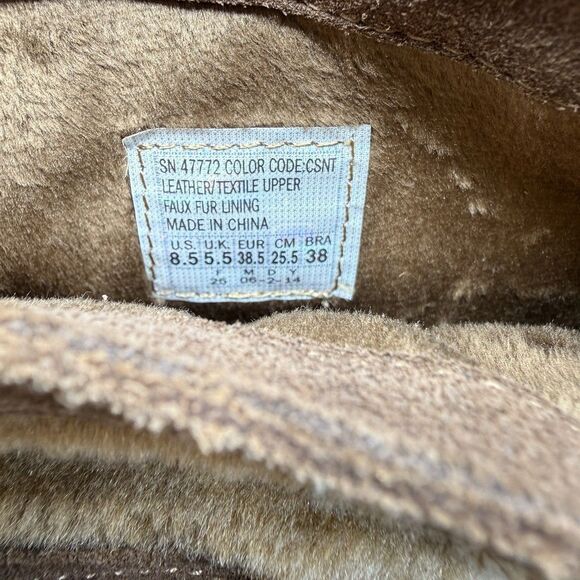 SN 47772 COLOR CODE:CSNT
LEATHER/TEXTILE UPPER
FAUX FUR LINING
MADE IN CHINA
U.S. U.K. EUR CM BRA
8.5 5.5 38.5 25.5 38
F M D Y
25 06-2-14